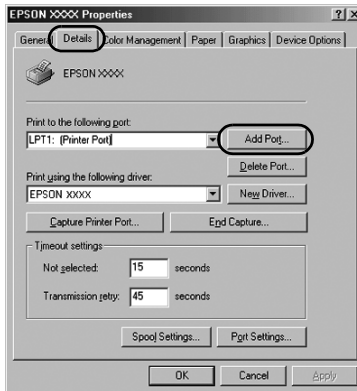 EPSON XXXX Properties
General Details Color Management Paper Graphics Device Options
EPSON XXXX
Print to the following port:
LPT1: (Printer Port) Add Port...
Delete Port...
Print using the following driver:
EPSON XXXX New Driver...
Capture Printer Port... End Capture...
Timeout settings
Not selected: 15 seconds
Transmission retry: 45 seconds
Spool Settings... Port Settings...
OK Cancel Apply